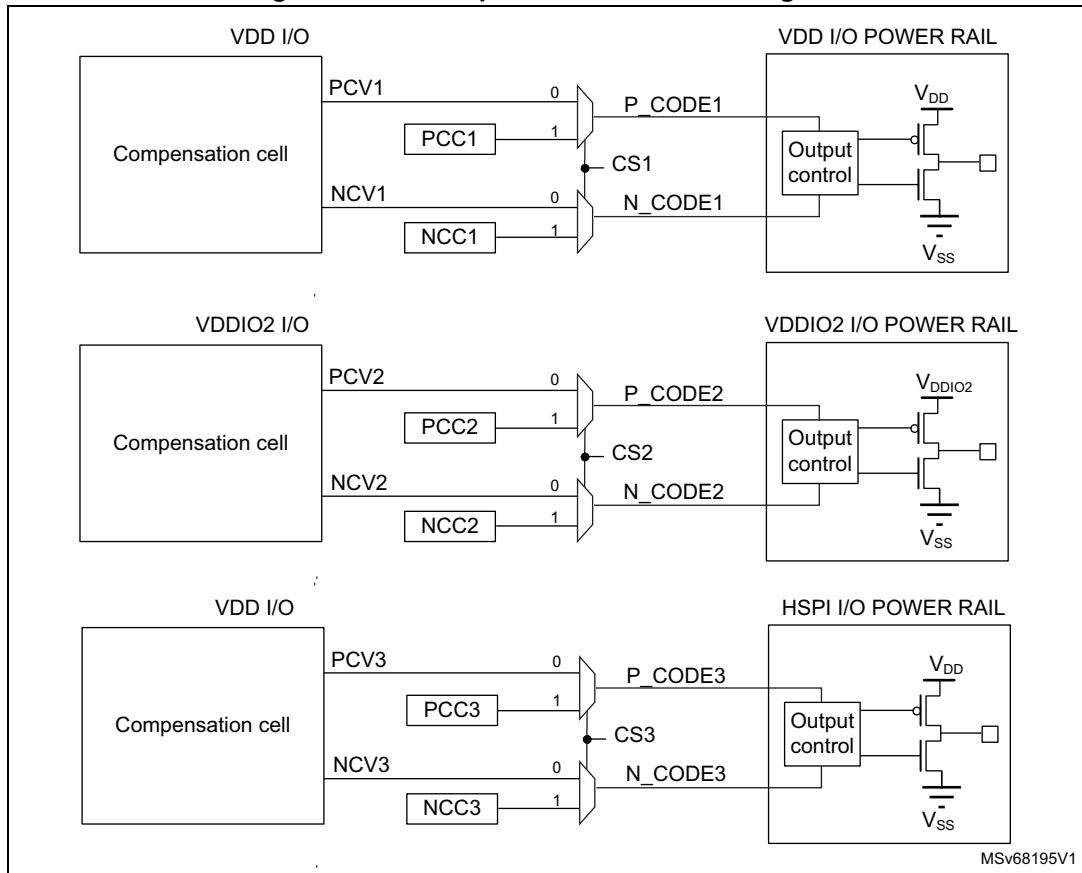 VDD I/O
VDD I/O POWER RAIL
PCV1
0
P_CODE1
V_DD
PCC1
1
Compensation cell
Output
control
CS1
NCV1
0
N_CODE1
NCC1
1
V_SS
VDDIO2 I/O
VDDIO2 I/O POWER RAIL
PCV2
0
P_CODE2
V_DDIO2
PCC2
1
Compensation cell
Output
control
CS2
NCV2
0
N_CODE2
NCC2
1
V_SS
VDD I/O
HSPI I/O POWER RAIL
PCV3
0
P_CODE3
V_DD
PCC3
1
Compensation cell
Output
control
CS3
NCV3
0
N_CODE3
NCC3
1
V_SS
MSv68195V1